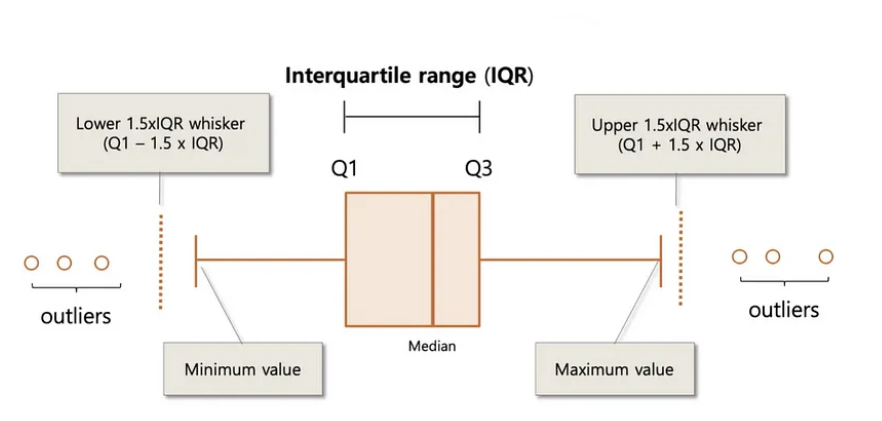 Interquartile range (IQR)
Lower 1.5xIQR whisker
(Q1 – 1.5 x IQR)
Upper 1.5xIQR whisker
(Q1 + 1.5 x IQR)
Q1
Q3
outliers
outliers
Median
Minimum value
Maximum value